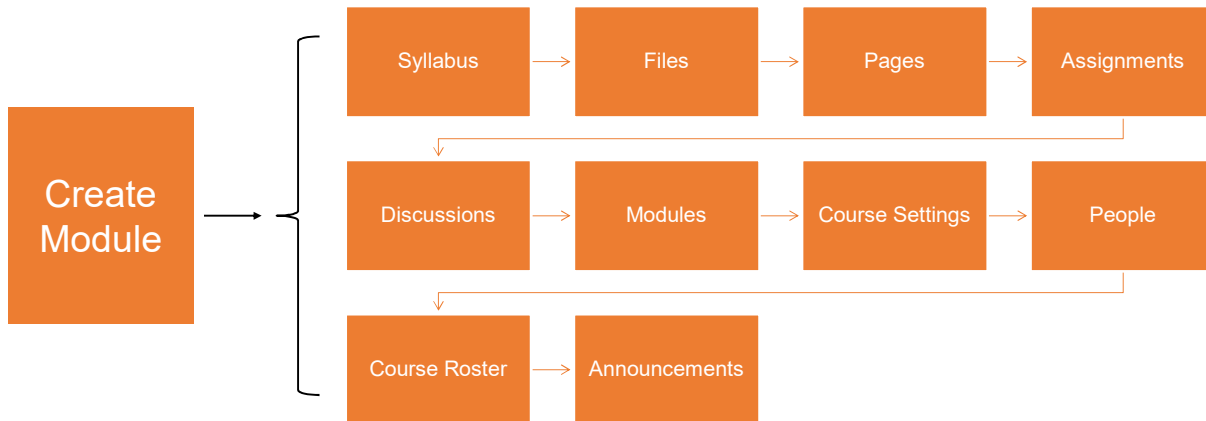 Create
Module
Syllabus
Files
Pages
Assignments
Discussions
Modules
Course Settings
People
Course Roster
Announcements